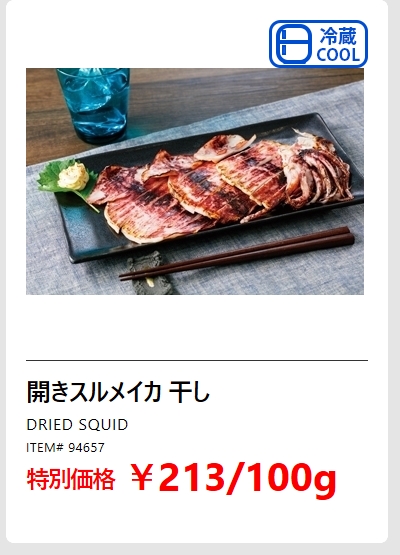 冷蔵
COOL
開きスルメイカ 干し
DRIED SQUID
ITEM# 94657
特別価格 ￥213/100g